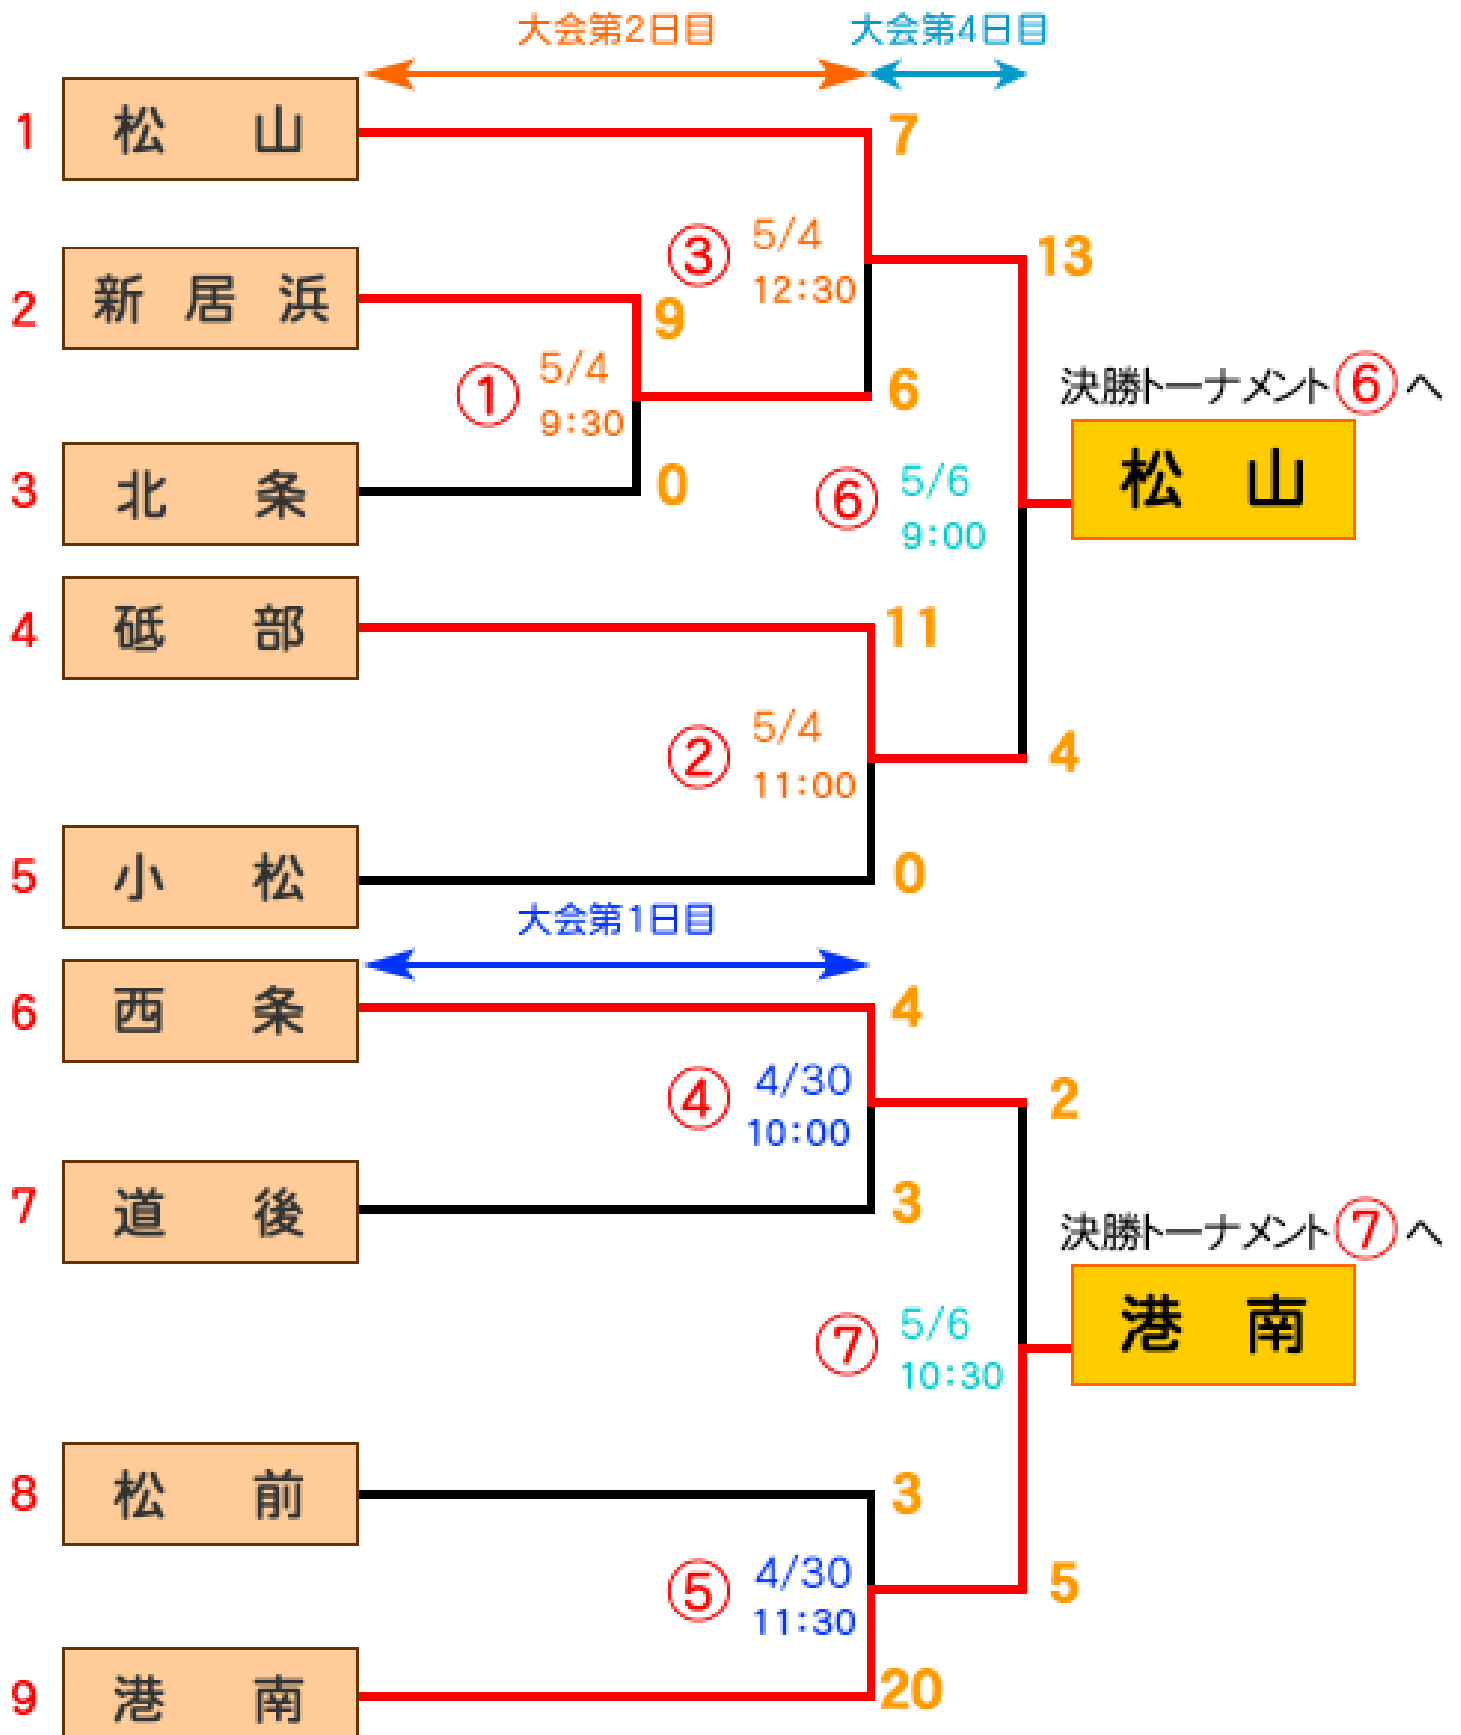 大会第2日目 大会第4日目
1 松山 7
③ 5/4 12:30 13
2 新居浜 9
① 5/4 9:30 6
決勝トーナメント⑥へ
松山
3 北条 0
⑥ 5/6 9:00
4 砥部 11
② 5/4 11:00 4
5 小松 0
大会第1日目
6 西条 4
④ 4/30 10:00 2
7 道後 3
決勝トーナメント⑦へ
港南
⑦ 5/6 10:30
8 松前 3
⑤ 4/30 11:30 5
9 港南 20